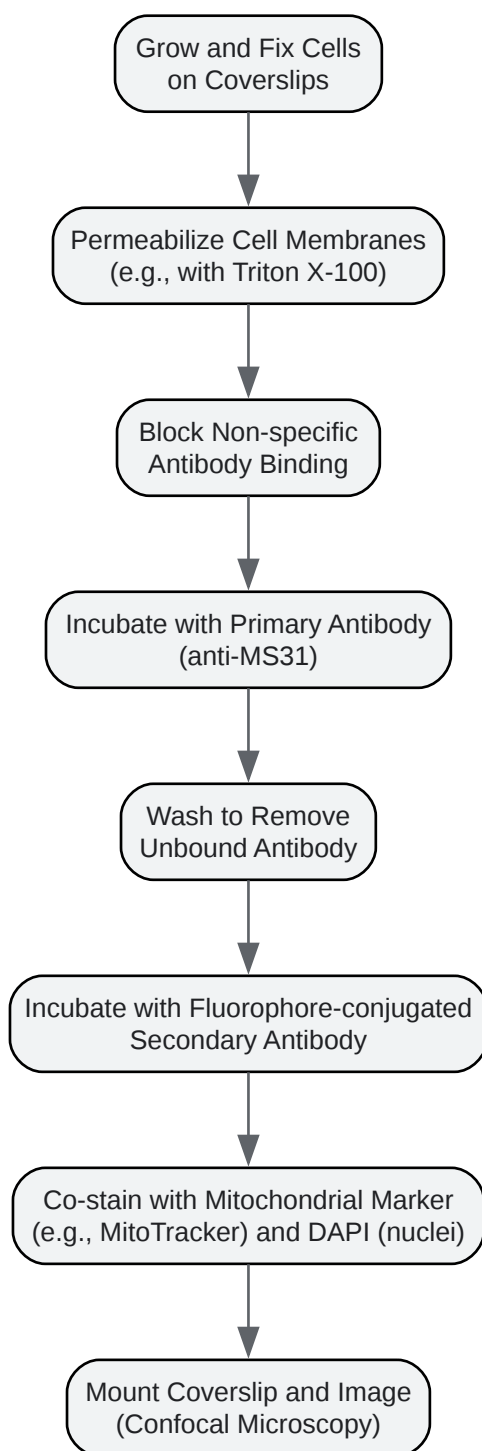 Grow and Fix Cells
on Coverslips
Permeabilize Cell Membranes
(e.g., with Triton X-100)
Block Non-specific
Antibody Binding
Incubate with Primary Antibody
(anti-MS31)
Wash to Remove
Unbound Antibody
Incubate with Fluorophore-conjugated
Secondary Antibody
Co-stain with Mitochondrial Marker
(e.g., MitoTracker) and DAPI (nuclei)
Mount Coverslip and Image
(Confocal Microscopy)